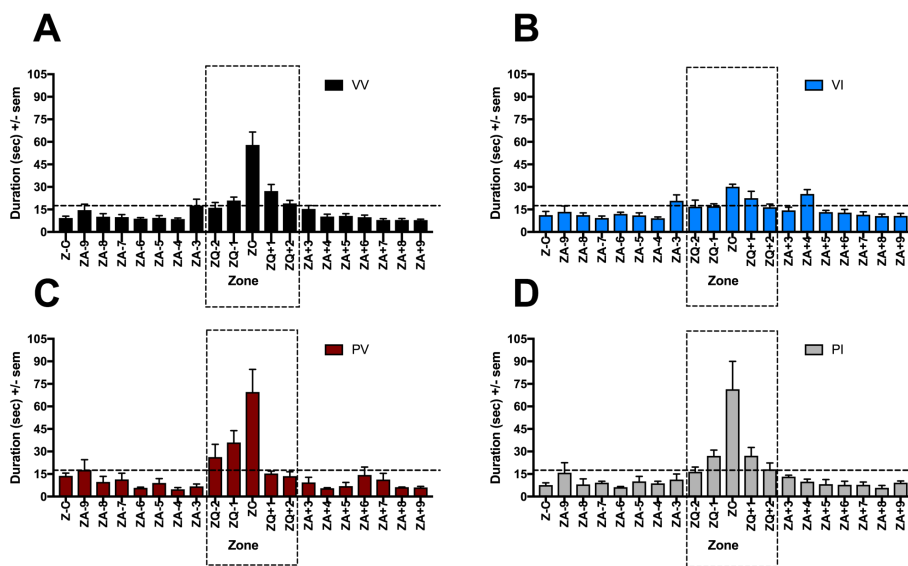 A
Duration (sec) +/- sem
105
90
75
60
45
30
15
0
VV
Z-O
ZA-9
ZA-8
ZA-7
ZA-6
ZA-5
ZA-4
ZA-3
ZQ-2
ZQ-1
ZO
ZQ+1
ZQ+2
ZA+3
ZA+4
ZA+5
ZA+6
ZA+7
ZA+8
ZA+9
Zone
B
Duration (sec) +/- sem
105
90
75
60
45
30
15
0
VI
Z-O
ZA-9
ZA-8
ZA-7
ZA-6
ZA-5
ZA-4
ZA-3
ZQ-2
ZQ-1
ZO
ZQ+1
ZQ+2
ZA+3
ZA+4
ZA+5
ZA+6
ZA+7
ZA+8
ZA+9
Zone
C
Duration (sec) +/- sem
105
90
75
60
45
30
15
0
PV
Z-O
ZA-9
ZA-8
ZA-7
ZA-6
ZA-5
ZA-4
ZA-3
ZQ-2
ZQ-1
ZO
ZQ+1
ZQ+2
ZA+3
ZA+4
ZA+5
ZA+6
ZA+7
ZA+8
ZA+9
Zone
D
Duration (sec) +/- sem
105
90
75
60
45
30
15
0
PI
Z-O
ZA-9
ZA-8
ZA-7
ZA-6
ZA-5
ZA-4
ZA-3
ZQ-2
ZQ-1
ZO
ZQ+1
ZQ+2
ZA+3
ZA+4
ZA+5
ZA+6
ZA+7
ZA+8
ZA+9
Zone